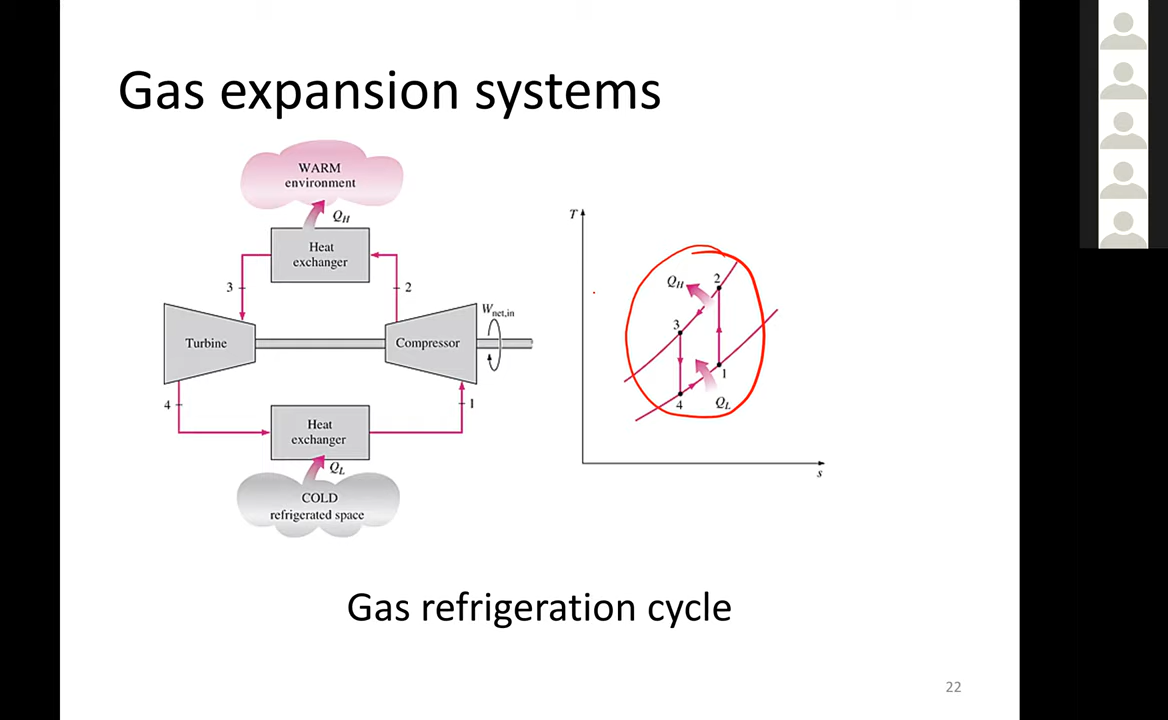 Gas expansion systems
WARM
environment
Q_H
Heat
exchanger
3
2
W_net,in
Turbine
Compressor
4
1
Heat
exchanger
Q_L
COLD
refrigerated space
T
Q_H
2
3
1
4
Q_L
s
Gas refrigeration cycle
22